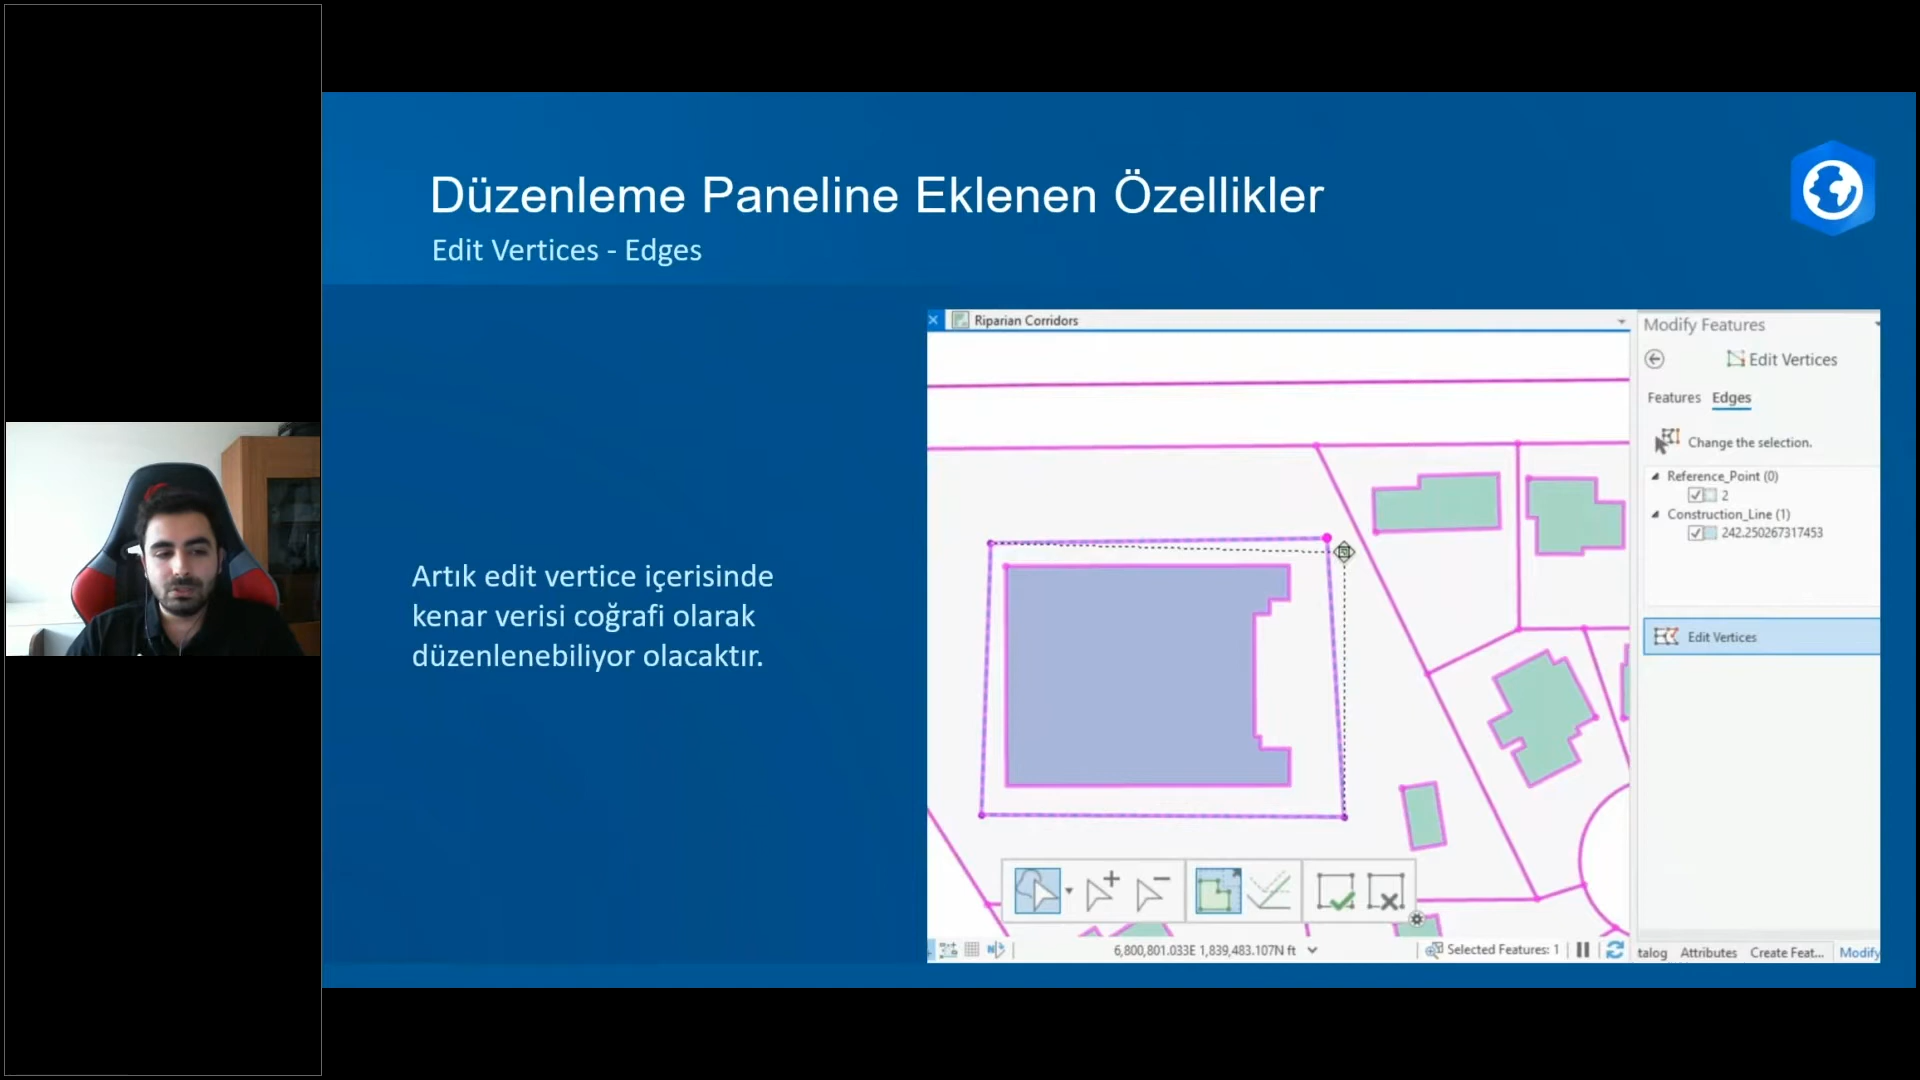 Düzenleme Paneline Eklenen Özellikler
Edit Vertices - Edges
Artık edit vertice içerisinde
kenar verisi coğrafi olarak
düzenlenebiliyor olacaktır.
Riparian Corridors
Modify Features
Edit Vertices
Features Edges
Change the selection.
Reference_Point (0)
2
Construction_Line (1)
242.250267317453
Edit Vertices
6,800,801.033E 1,839,483.107N ft
Selected Features: 1
talog Attributes Create Feat... Modify